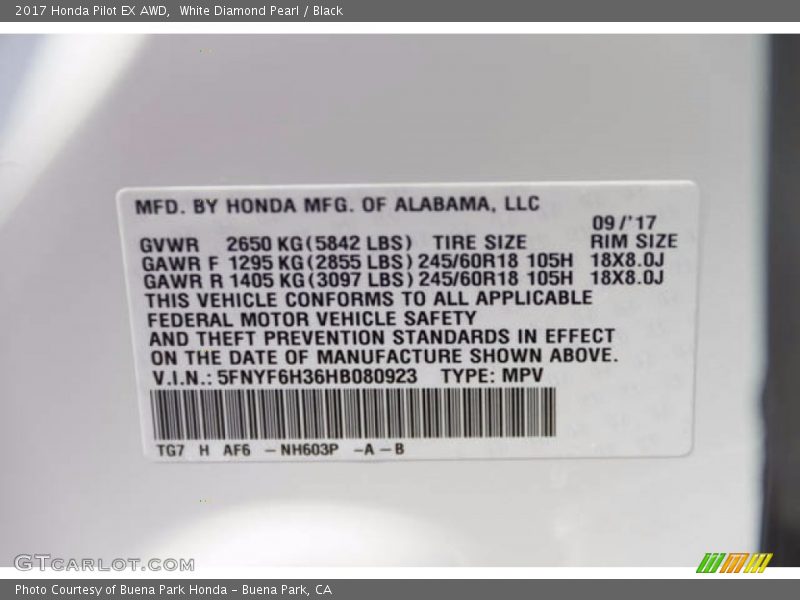 2017 Honda Pilot EX AWD,  White Diamond Pearl / Black
MFD. BY HONDA MFG. OF ALABAMA, LLC
09/'17
GVWR 2650 KG(5842 LBS) TIRE SIZE RIM SIZE
GAWR F 1295 KG(2855 LBS) 245/60R18 105H 18X8.0J
GAWR R 1405 KG(3097 LBS) 245/60R18 105H 18X8.0J
THIS VEHICLE CONFORMS TO ALL APPLICABLE
FEDERAL MOTOR VEHICLE SAFETY
AND THEFT PREVENTION STANDARDS IN EFFECT
ON THE DATE OF MANUFACTURE SHOWN ABOVE.
V.I.N.: 5FNYF6H36HB080923 TYPE: MPV
TG7 H AF6 -NH603P -A-B
GTCARLOT.COM
Photo Courtesy of Buena Park Honda - Buena Park, CA